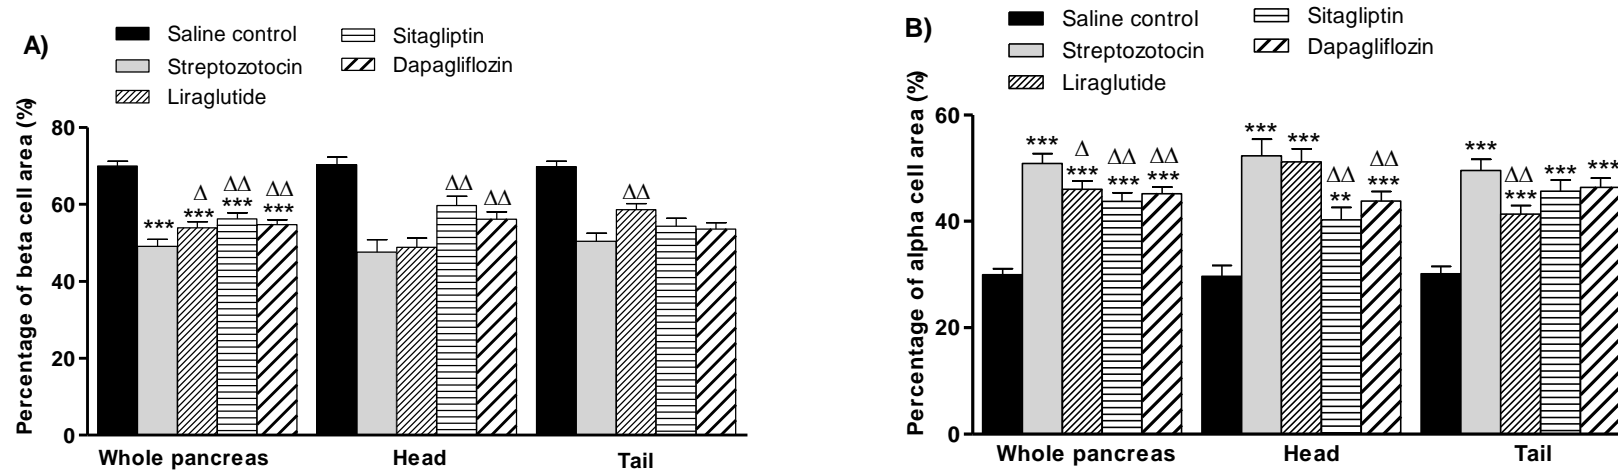 A)
Saline control
Streptozotocin
Liraglutide
Sitagliptin
Dapagliflozin
Percentage of beta cell area (%)
80
60
40
20
0
Δ ΔΔ ΔΔ
*** *** *** ***
ΔΔ ΔΔ
ΔΔ
Whole pancreas Head Tail
B)
Saline control
Streptozotocin
Liraglutide
Sitagliptin
Dapagliflozin
Percentage of alpha cell area (%)
60
40
20
0
*** Δ ΔΔ ΔΔ
*** *** ***
*** *** ΔΔ ΔΔ
** ***
*** ΔΔ *** ***
***
Whole pancreas Head Tail